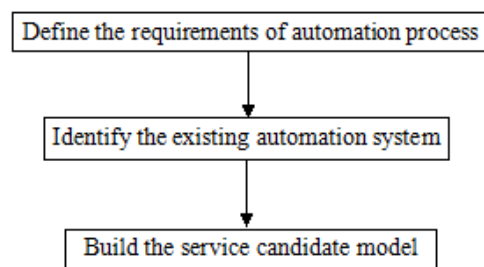 Define the requirements of automation process
Identify the existing automation system
Build the service candidate model